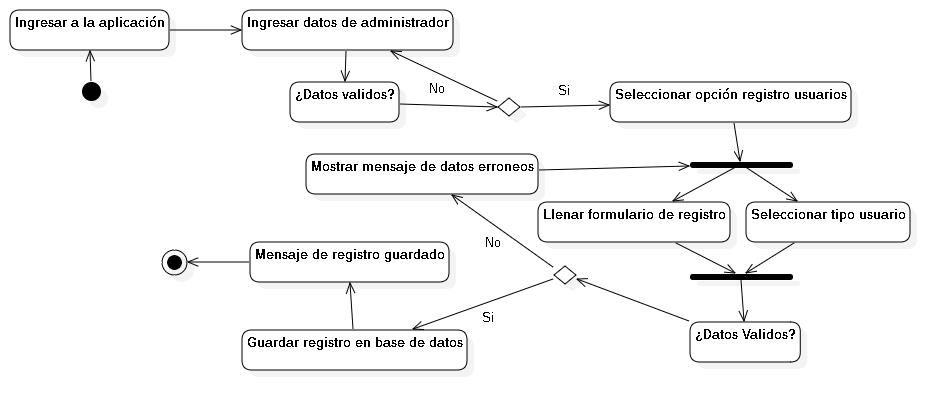 Ingresar a la aplicación
Ingresar datos de administrador
¿Datos validos?
No
Si
Seleccionar opción registro usuarios
Mostrar mensaje de datos erroneos
Llenar formulario de registro
Seleccionar tipo usuario
No
Mensaje de registro guardado
Si
Guardar registro en base de datos
¿Datos Validos?